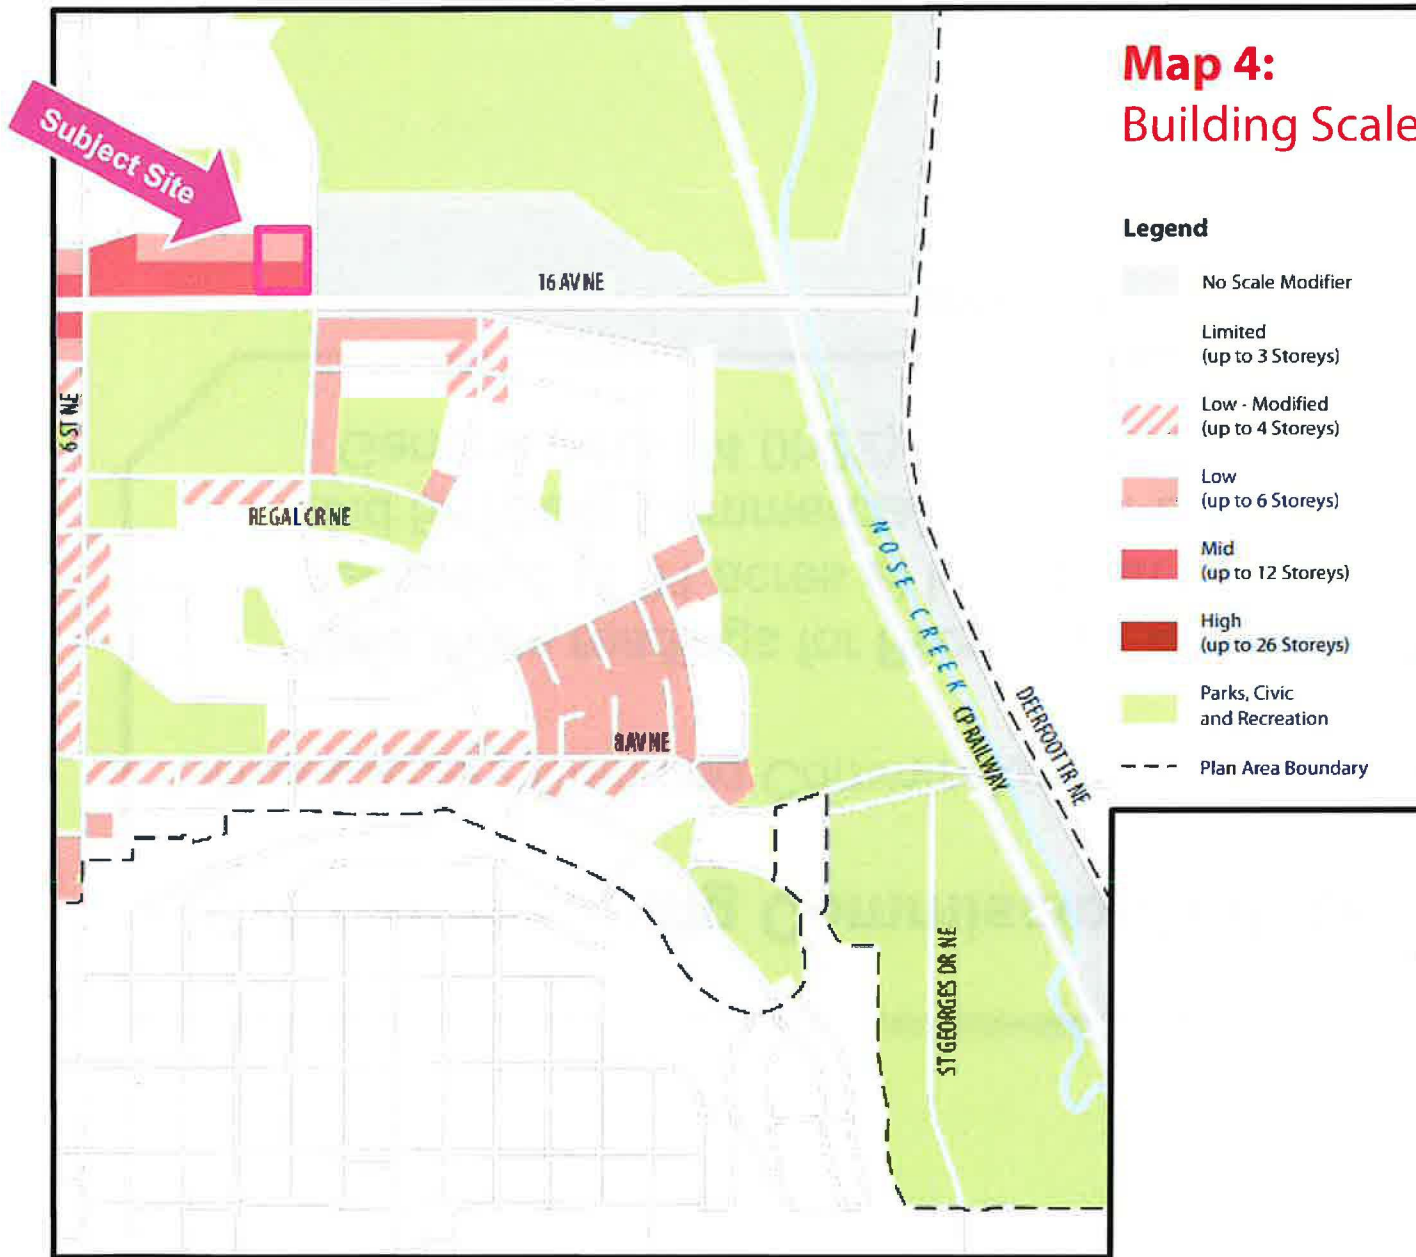 Map 4:
Building Scale
Subject Site
Legend
No Scale Modifier
Limited
(up to 3 Storeys)
Low - Modified
(up to 4 Storeys)
Low
(up to 6 Storeys)
Mid
(up to 12 Storeys)
High
(up to 26 Storeys)
Parks, Civic
and Recreation
Plan Area Boundary
16 AV NE
6 ST NE
REGAL CR NE
8 AV NE
NOSE CREEK
CP RAILWAY
DEERFOOT TR NE
ST GEORGES DR NE